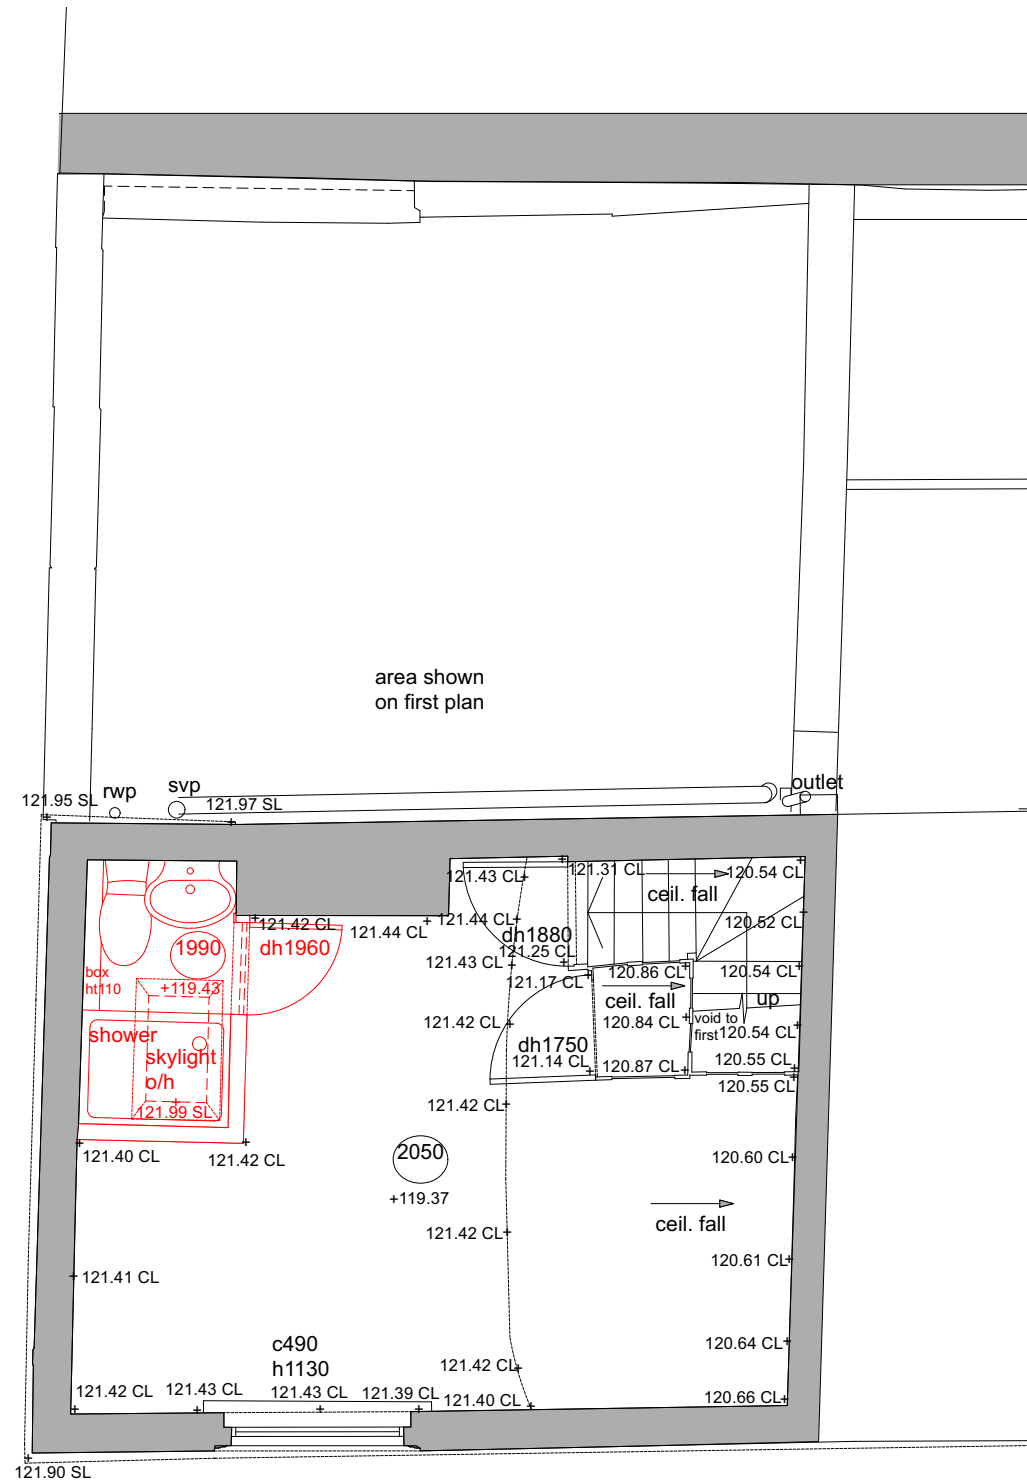 area shown
on first plan
rwp
svp
outlet
121.95 SL
121.97 SL
121.43 CL
121.31 CL
120.54 CL
ceil. fall
121.42 CL
121.44 CL
121.44 CL
120.52 CL
1990
dh1960
dh1880
121.25 CL
121.43 CL
120.86 CL
120.54 CL
box
ht110
+119.43
121.17 CL
ceil. fall
up
121.42 CL
120.84 CL
void to
first
120.54 CL
shower
skylight
o/h
dh1750
121.14 CL
120.87 CL
120.55 CL
120.55 CL
121.99 SL
121.42 CL
121.40 CL
121.42 CL
2050
120.60 CL
+119.37
121.42 CL
ceil. fall
120.61 CL
121.41 CL
c490
h1130
120.64 CL
121.42 CL
121.42 CL
121.43 CL
121.43 CL
121.39 CL
121.40 CL
120.66 CL
121.90 SL